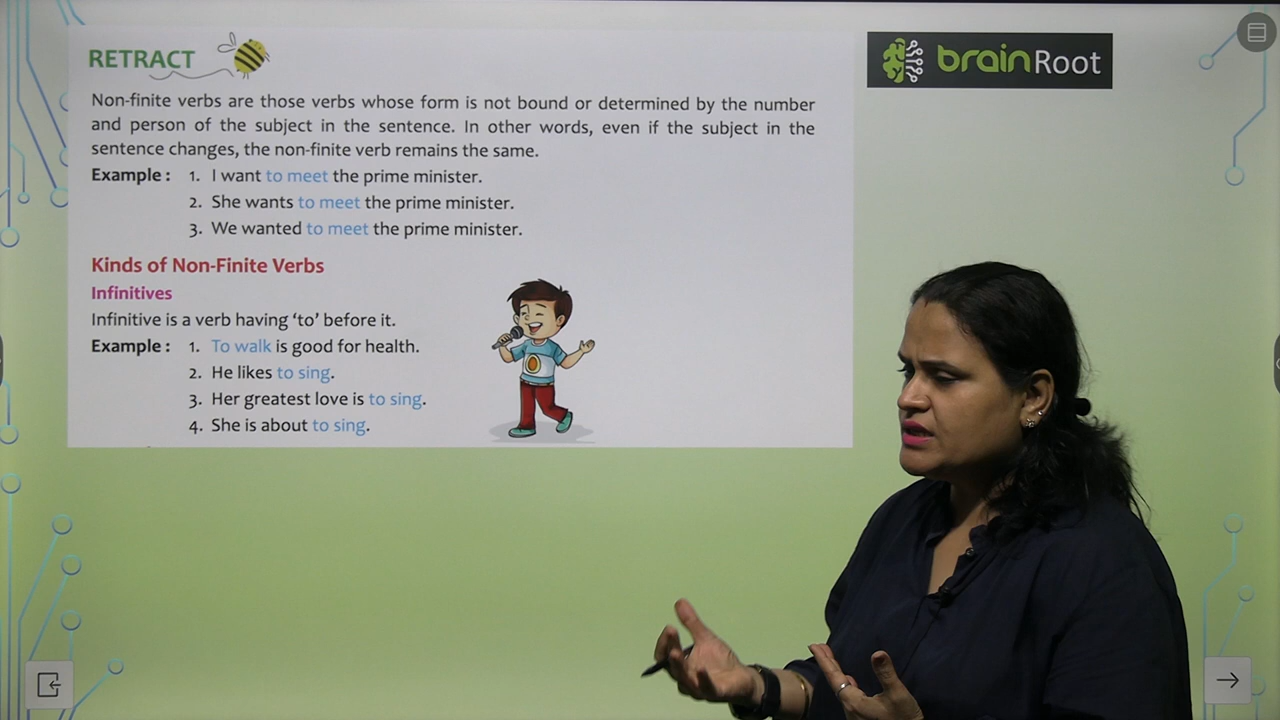 RETRACT
brainRoot
Non-finite verbs are those verbs whose form is not bound or determined by the number
and person of the subject in the sentence. In other words, even if the subject in the
sentence changes, the non-finite verb remains the same.
Example : 1. I want to meet the prime minister.
2. She wants to meet the prime minister.
3. We wanted to meet the prime minister.
Kinds of Non-Finite Verbs
Infinitives
Infinitive is a verb having ‘to’ before it.
Example : 1. To walk is good for health.
2. He likes to sing.
3. Her greatest love is to sing.
4. She is about to sing.